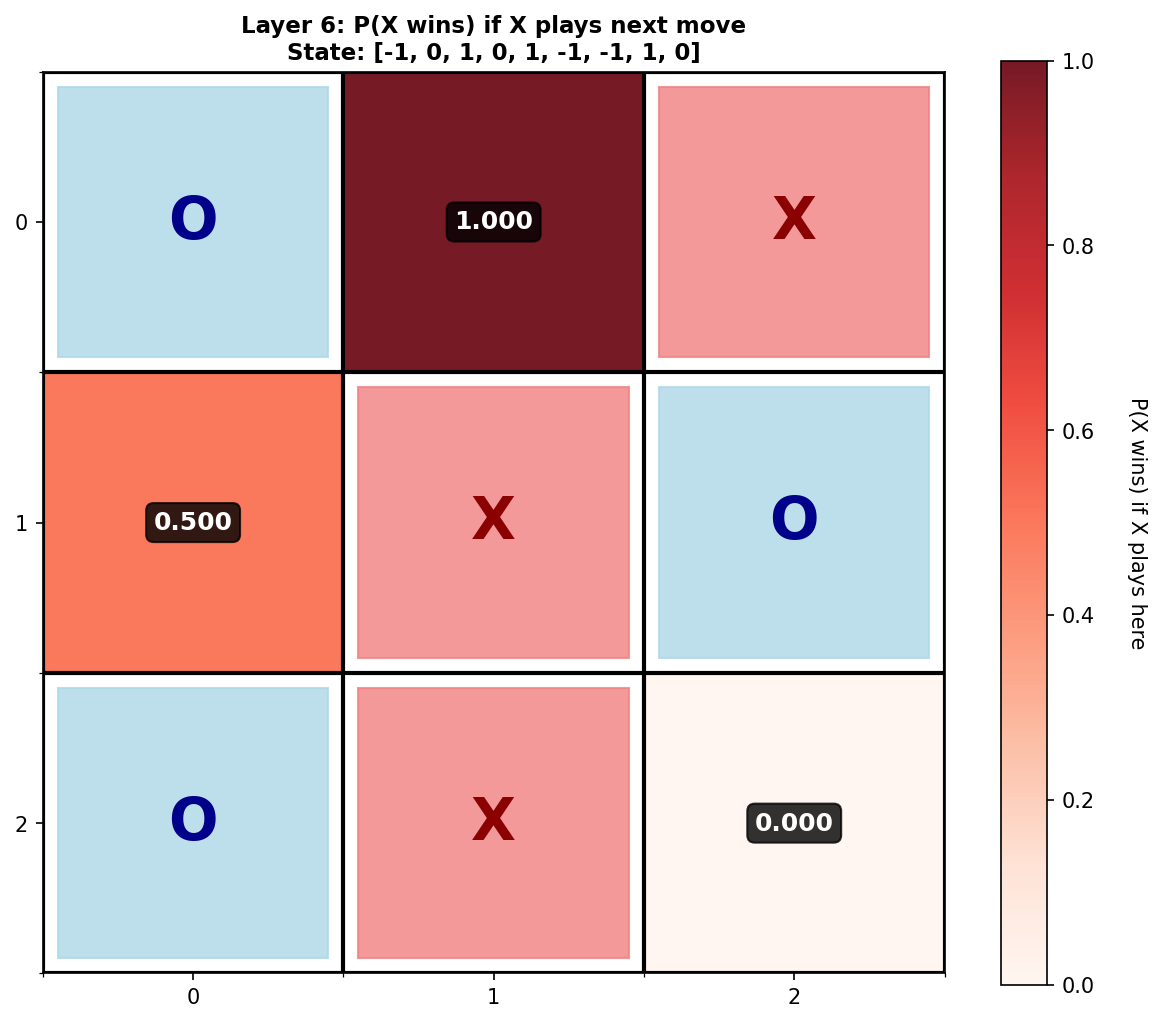 Layer 6: P(X wins) if X plays next move
State: [-1, 0, 1, 0, 1, -1, -1, 1, 0]
O
1.000
X
0
0.500
X
O
1
O
X
0.000
2
0
1
2
1.0
0.8
0.6
0.4
0.2
0.0
P(X wins) if X plays here